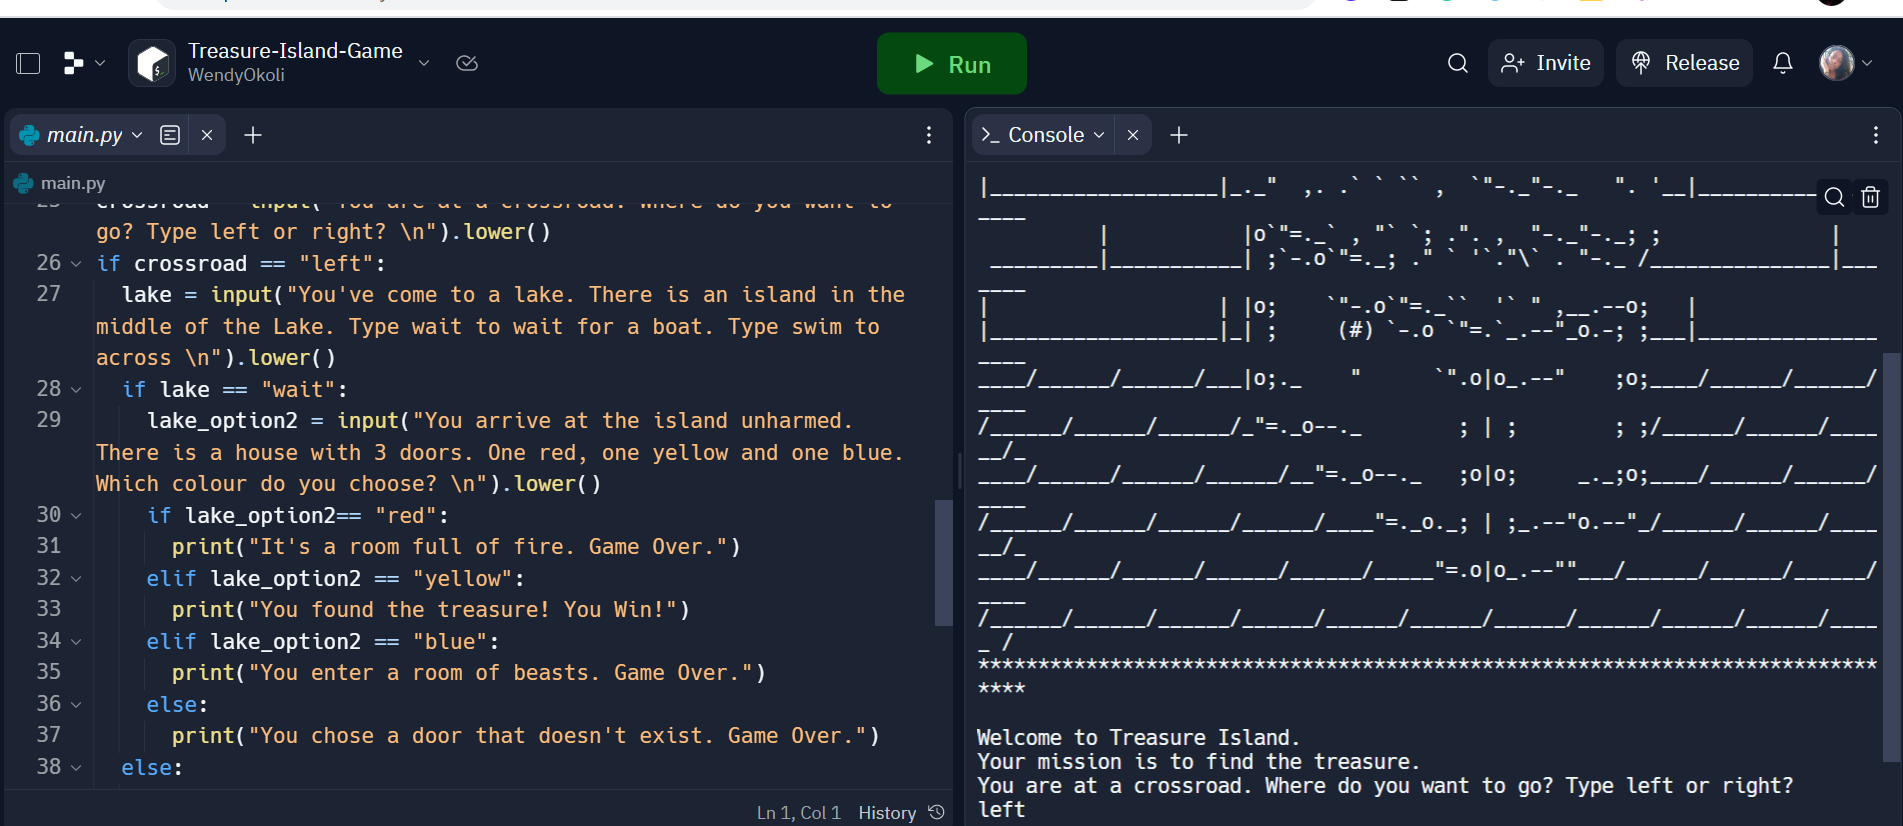 Treasure-Island-Game
WendyOkoli
Run
Invite
Release
main.py
main.py
25 crossroad = input("You are at a crossroad. Where do you want to
go? Type left or right? \n").lower()
26 if crossroad == "left":
27 lake = input("You've come to a lake. There is an island in the
middle of the Lake. Type wait to wait for a boat. Type swim to
across \n").lower()
28 if lake == "wait":
29 lake_option2 = input("You arrive at the island unharmed.
There is a house with 3 doors. One red, one yellow and one blue.
Which colour do you choose? \n").lower()
30 if lake_option2== "red":
31 print("It's a room full of fire. Game Over.")
32 elif lake_option2 == "yellow":
33 print("You found the treasure! You Win!")
34 elif lake_option2 == "blue":
35 print("You enter a room of beasts. Game Over.")
36 else:
37 print("You chose a door that doesn't exist. Game Over.")
38 else:
Ln 1, Col 1 History
>_ Console
Welcome to Treasure Island.
Your mission is to find the treasure.
You are at a crossroad. Where do you want to go? Type left or right?
left